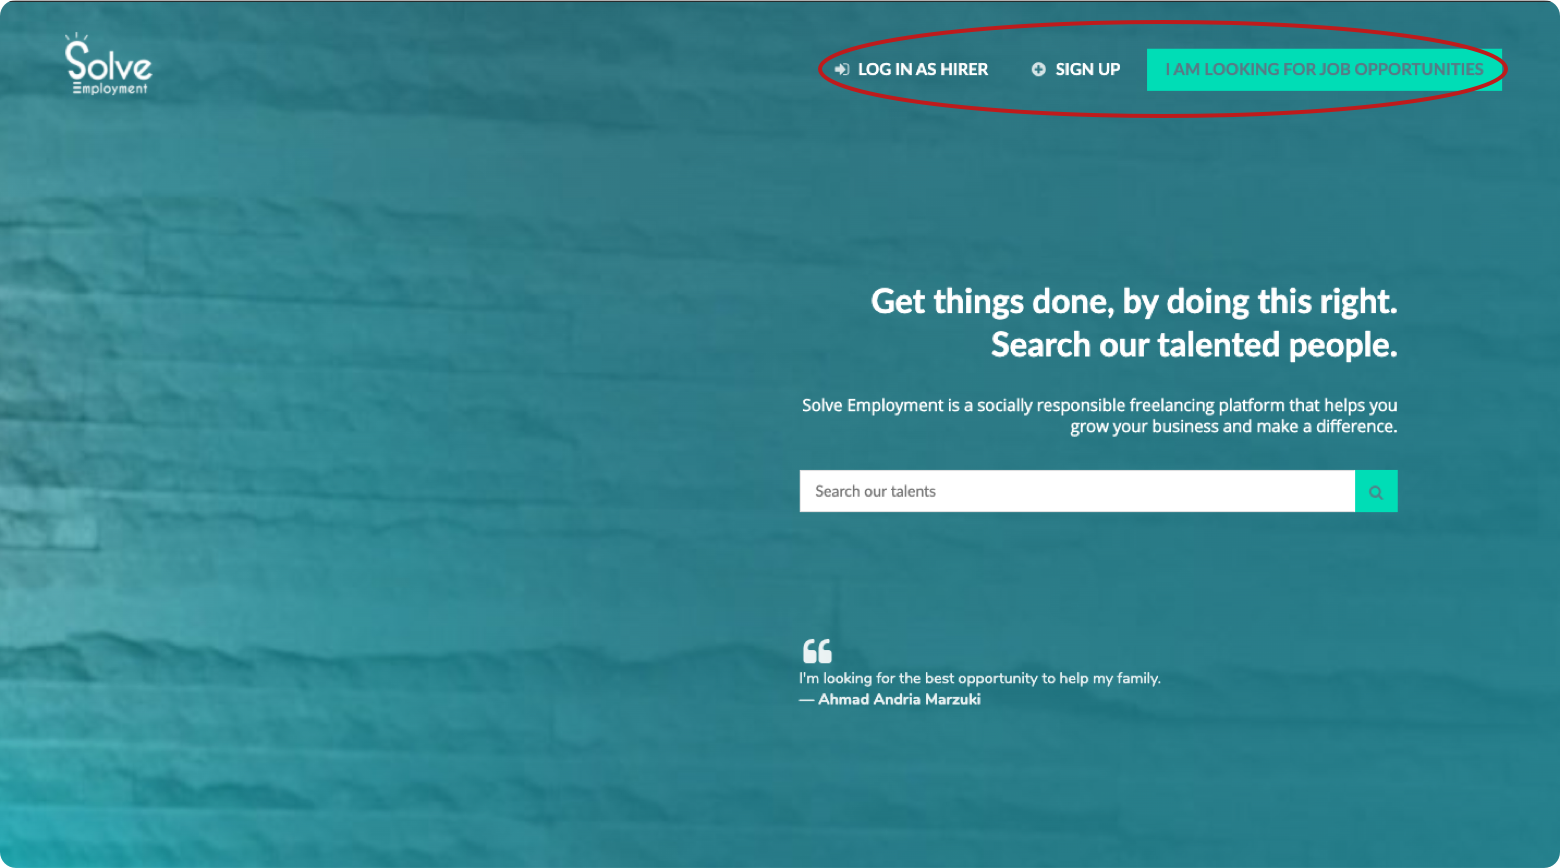 Solve
Employment
LOG IN AS HIRER
SIGN UP
I AM LOOKING FOR JOB OPPORTUNITIES
Get things done, by doing this right.
Search our talented people.
Solve Employment is a socially responsible freelancing platform that helps you
grow your business and make a difference.
Search our talents
“
I'm looking for the best opportunity to help my family.
— Ahmad Andria Marzuki